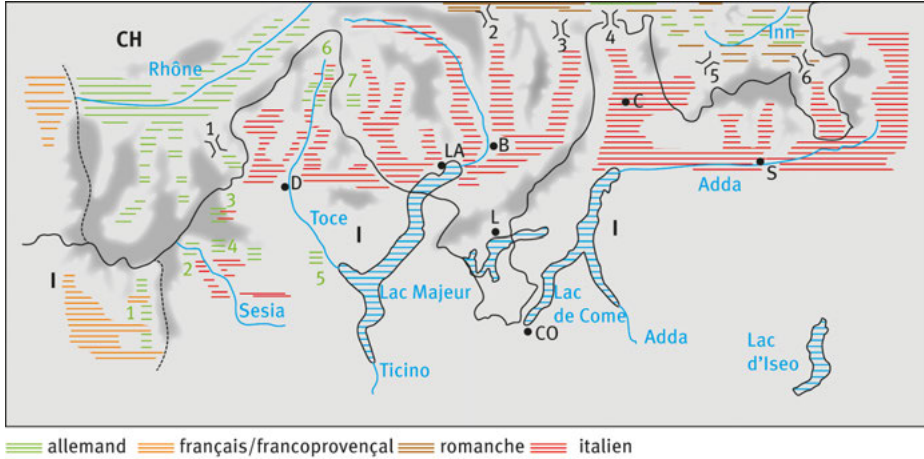 CH
Rhône
6
7
1
2
3
4
Inn
5
6
C
B
LA
D
S
Adda
Toce
I
L
I
3
4
2
5
I
1
Sesia
Lac Majeur
Lac
de Come
CO
Adda
Ticino
Lac
d'Iseo
allemand français/francoprovençal romanche italien